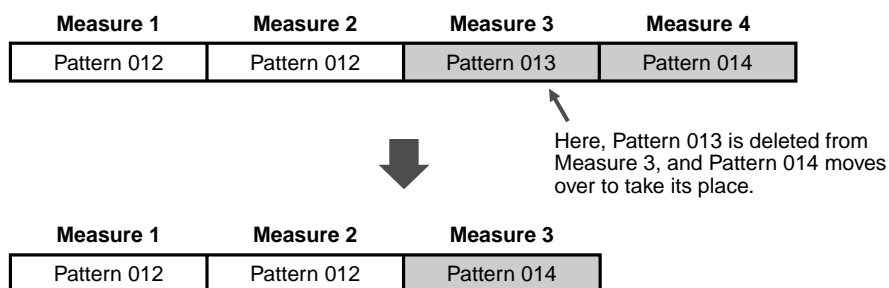 Measure 1 Measure 2 Measure 3 Measure 4
Pattern 012 Pattern 012 Pattern 013 Pattern 014
Here, Pattern 013 is deleted from
Measure 3, and Pattern 014 moves
over to take its place.
Measure 1 Measure 2 Measure 3
Pattern 012 Pattern 012 Pattern 014